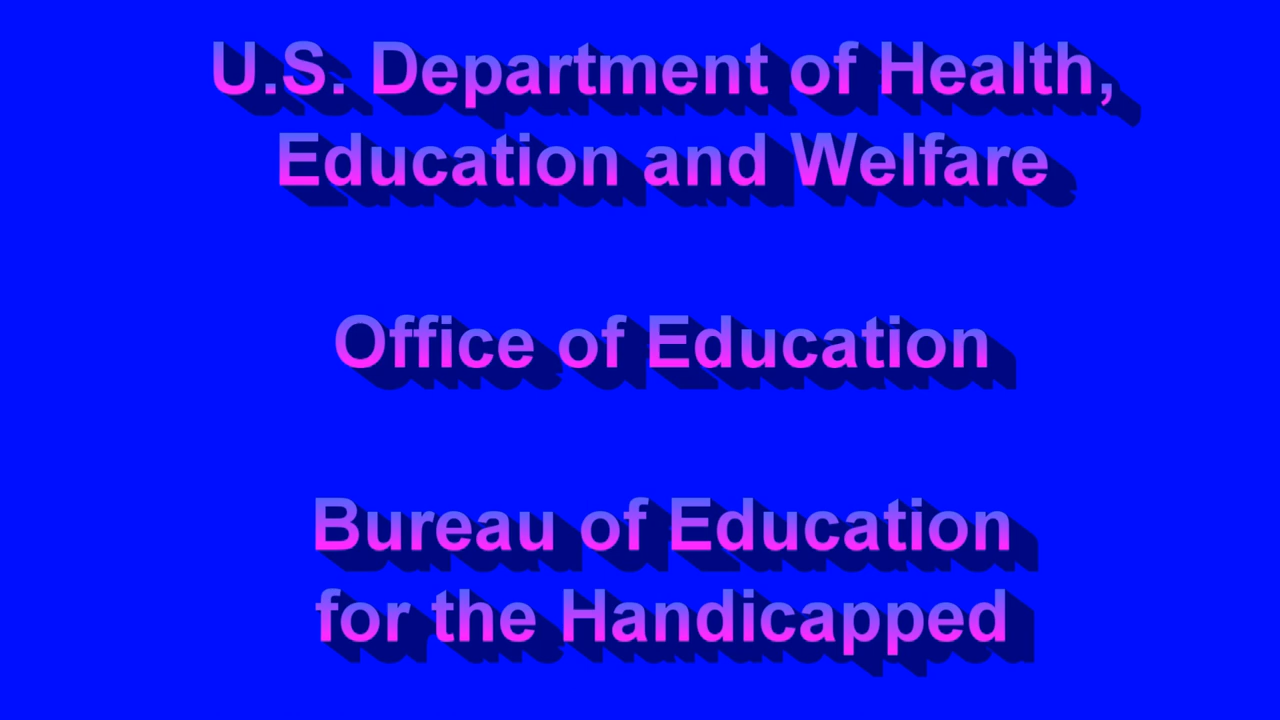 U.S. Department of Health,
Education and Welfare
Office of Education
Bureau of Education
for the Handicapped